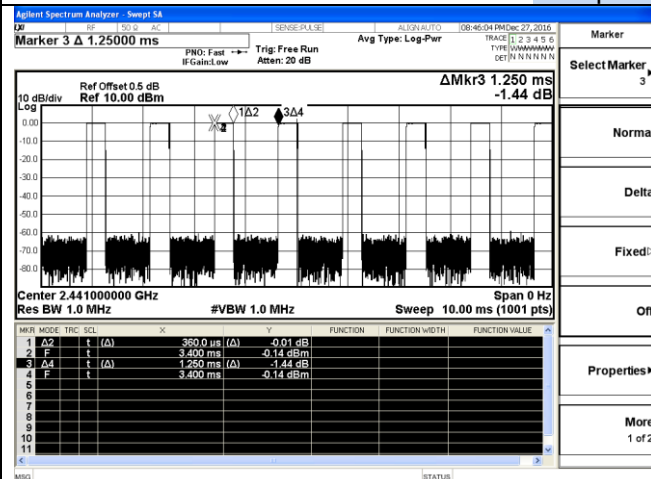 Agilent Spectrum Analyzer - Swept SA
LXI RF 50 Ω AC SENSE:PULSE ALIGN AUTO 08:46:04 PM Dec 27, 2016
Marker 3 Δ 1.25000 ms
PNO: Fast
IFGain:Low
Trig: Free Run
Atten: 20 dB
Avg Type: Log-Pwr
TRACE 1 2 3 4 5 6
TYPE WWWWWW
DET N N N N N N
Ref Offset 0.5 dB
10 dB/div Ref 10.00 dBm
Log
ΔMkr3 1.250 ms
-1.44 dB
1Δ2
3Δ4
0.00
-10.0
-20.0
-30.0
-40.0
-50.0
-60.0
-70.0
-80.0
Center 2.441000000 GHz Span 0 Hz
Res BW 1.0 MHz #VBW 1.0 MHz Sweep 10.00 ms (1001 pts)
MKR MODE TRC SCL X Y FUNCTION FUNCTION WIDTH FUNCTION VALUE
1 Δ2 t (Δ) 360.0 µs (Δ) -0.01 dB
2 F t 3.400 ms -0.14 dBm
3 Δ4 t (Δ) 1.250 ms (Δ) -1.44 dB
4 F t 3.400 ms -0.14 dBm
5
6
7
8
9
10
11
MSG STATUS
Marker
Select Marker
3
Norma
Delta
Fixed
Off
Properties
More
1 of 2